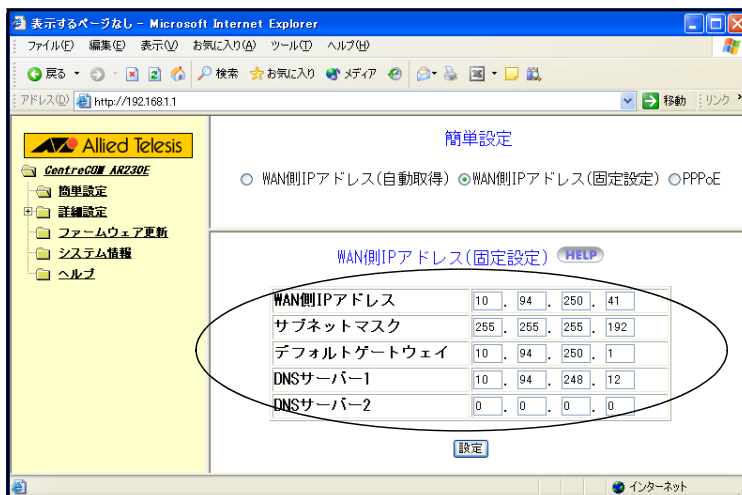 表示するページなし - Microsoft Internet Explorer
ファイル(F) 編集(E) 表示(V) お気に入り(A) ツール(T) ヘルプ(H)
戻る 検索 お気に入り メディア
アドレス(D) http://192.168.1.1 移動 リンク »
Allied Telesis
CentreCOM AR230E
簡単設定
詳細設定
ファームウェア更新
システム情報
ヘルプ
簡単設定
WAN側IPアドレス(自動取得) WAN側IPアドレス(固定設定) PPPoE
WAN側IPアドレス(固定設定) HELP
WAN側IPアドレス 10 . 94 . 250 . 41
サブネットマスク 255 . 255 . 255 . 192
デフォルトゲートウェイ 10 . 94 . 250 . 1
DNSサーバー1 10 . 94 . 248 . 12
DNSサーバー2 0 . 0 . 0 . 0
設定
インターネット